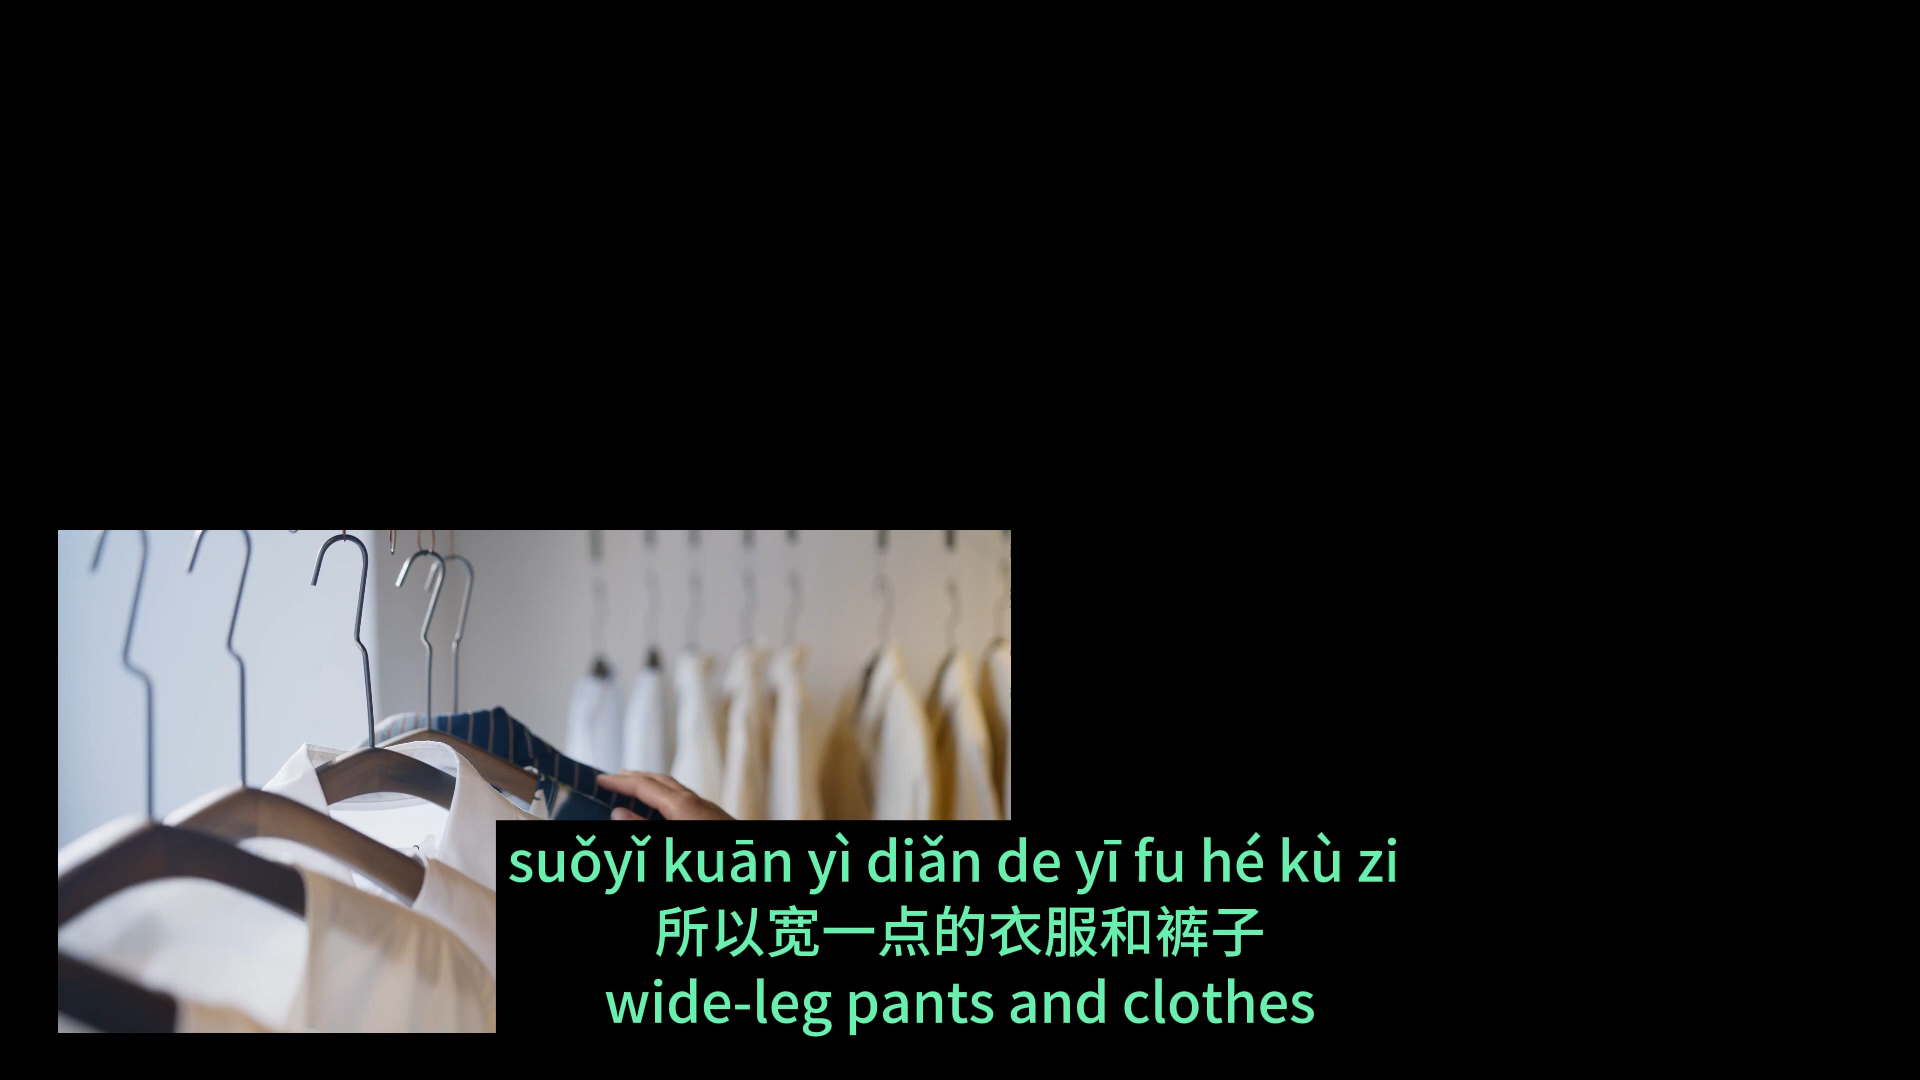 suǒyǐ kuān yì diǎn de yī fu hé kù zi
所以宽一点的衣服和裤子
wide-leg pants and clothes